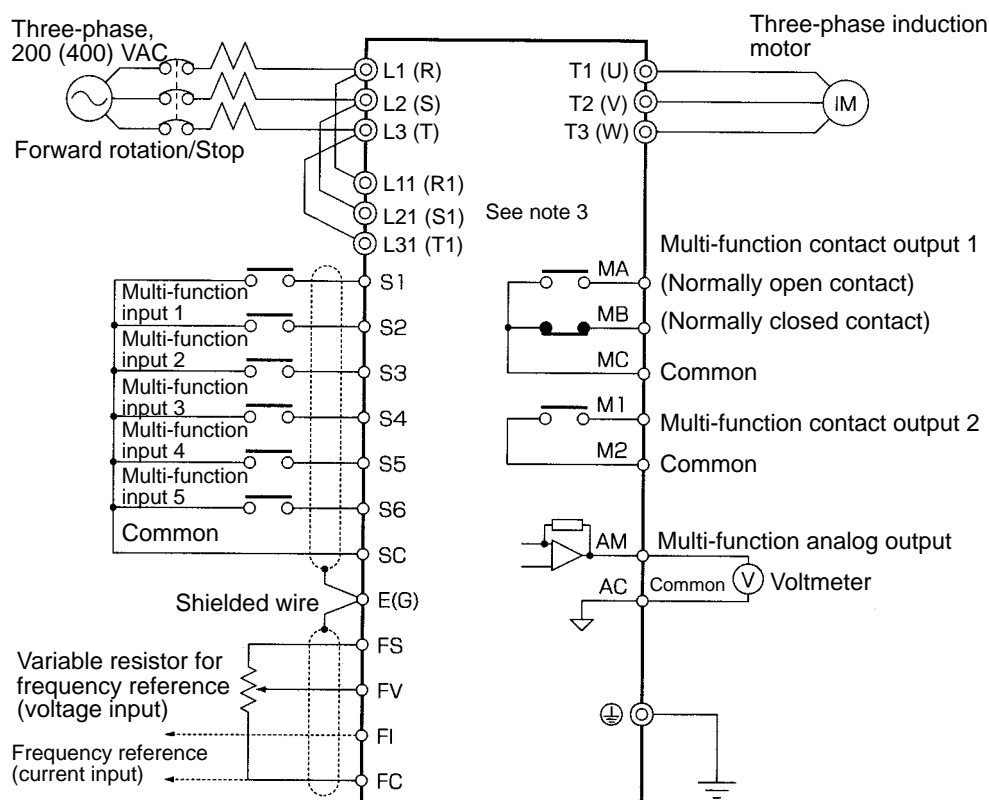 Three-phase,
200 (400) VAC
Three-phase induction
motor
L1 (R)
T1 (U)
L2 (S)
T2 (V)
IM
L3 (T)
T3 (W)
Forward rotation/Stop
L11 (R1)
L21 (S1)
See note 3
L31 (T1)
Multi-function contact output 1
S1
MA
(Normally open contact)
Multi-function
input 1
S2
MB
(Normally closed contact)
Multi-function
input 2
S3
MC
Common
Multi-function
input 3
S4
M1
Multi-function contact output 2
Multi-function
input 4
S5
M2
Common
Multi-function
input 5
S6
Common
SC
AM
Multi-function analog output
AC
Common
V
Voltmeter
Shielded wire
E(G)
FS
Variable resistor for
frequency reference
(voltage input)
FV
FI
Frequency reference
(current input)
FC